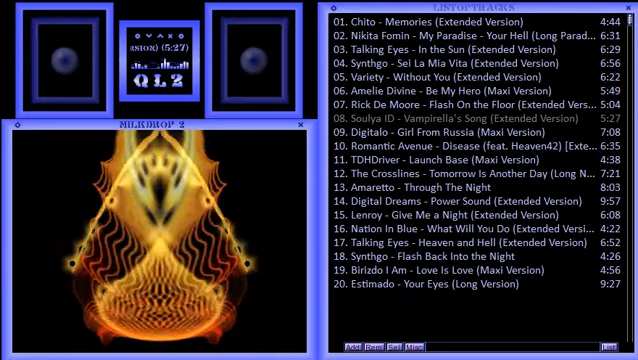 ASION) (5:27)
QL2
MILKDROP 2
LISTOFTRACKS
01. Chito - Memories (Extended Version) 4:44
02. Nikita Fomin - My Paradise - Your Hell (Long Parad... 6:31
03. Talking Eyes - In the Sun (Extended Version) 6:29
04. Synthgo - Sei La Mia Vita (Extended Version) 6:56
05. Variety - Without You (Extended Version) 6:22
06. Amelie Divine - Be My Hero (Maxi Version) 5:49
07. Rick De Moore - Flash On the Floor (Extended Vers... 5:04
08. Soulya ID - Vampirella's Song (Extended Version) 5:27
09. Digitalo - Girl From Russia (Maxi Version) 5:00
10. Romantic Avenue - Disease (feat. Heaven42) [Exte... 6:35
11. TDHDriver - Launch Base (Maxi Version) 4:38
12. The Crosslines - Tomorrow Is Another Day (Long N... 7:21
13. Amaretto - Through The Night 8:03
14. Digital Dreams - Power Sound (Extended Version) 9:57
15. Lenroy - Give Me a Night (Extended Version) 6:08
16. Nation In Blue - What Will You Do (Extended Versi... 4:22
17. Talking Eyes - Heaven and Hell (Extended Version) 6:52
18. Synthgo - Flash Back Into the Night 4:26
19. Birizdo I Am - Love Is Love (Maxi Version) 4:56
20. Estimado - Your Eyes (Long Version) 9:27
Add Rem Sel Misc List